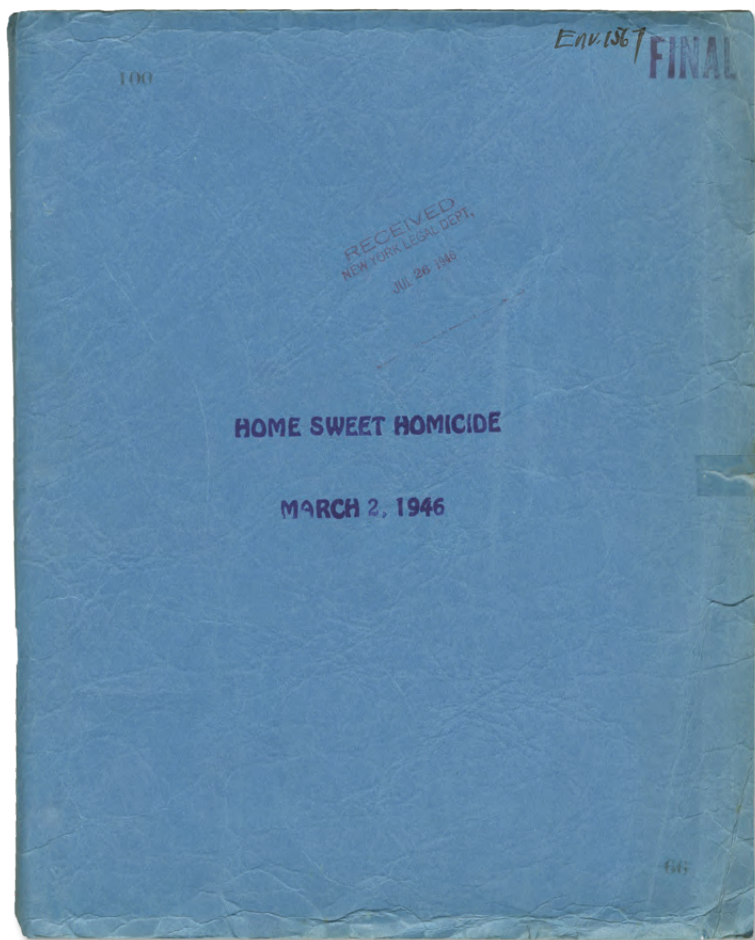 Env. 1567
FINAL
100
RECEIVED
NEW YORK LEGAL DEPT.
JUL 26 1946
HOME SWEET HOMICIDE
MARCH 2, 1946
66